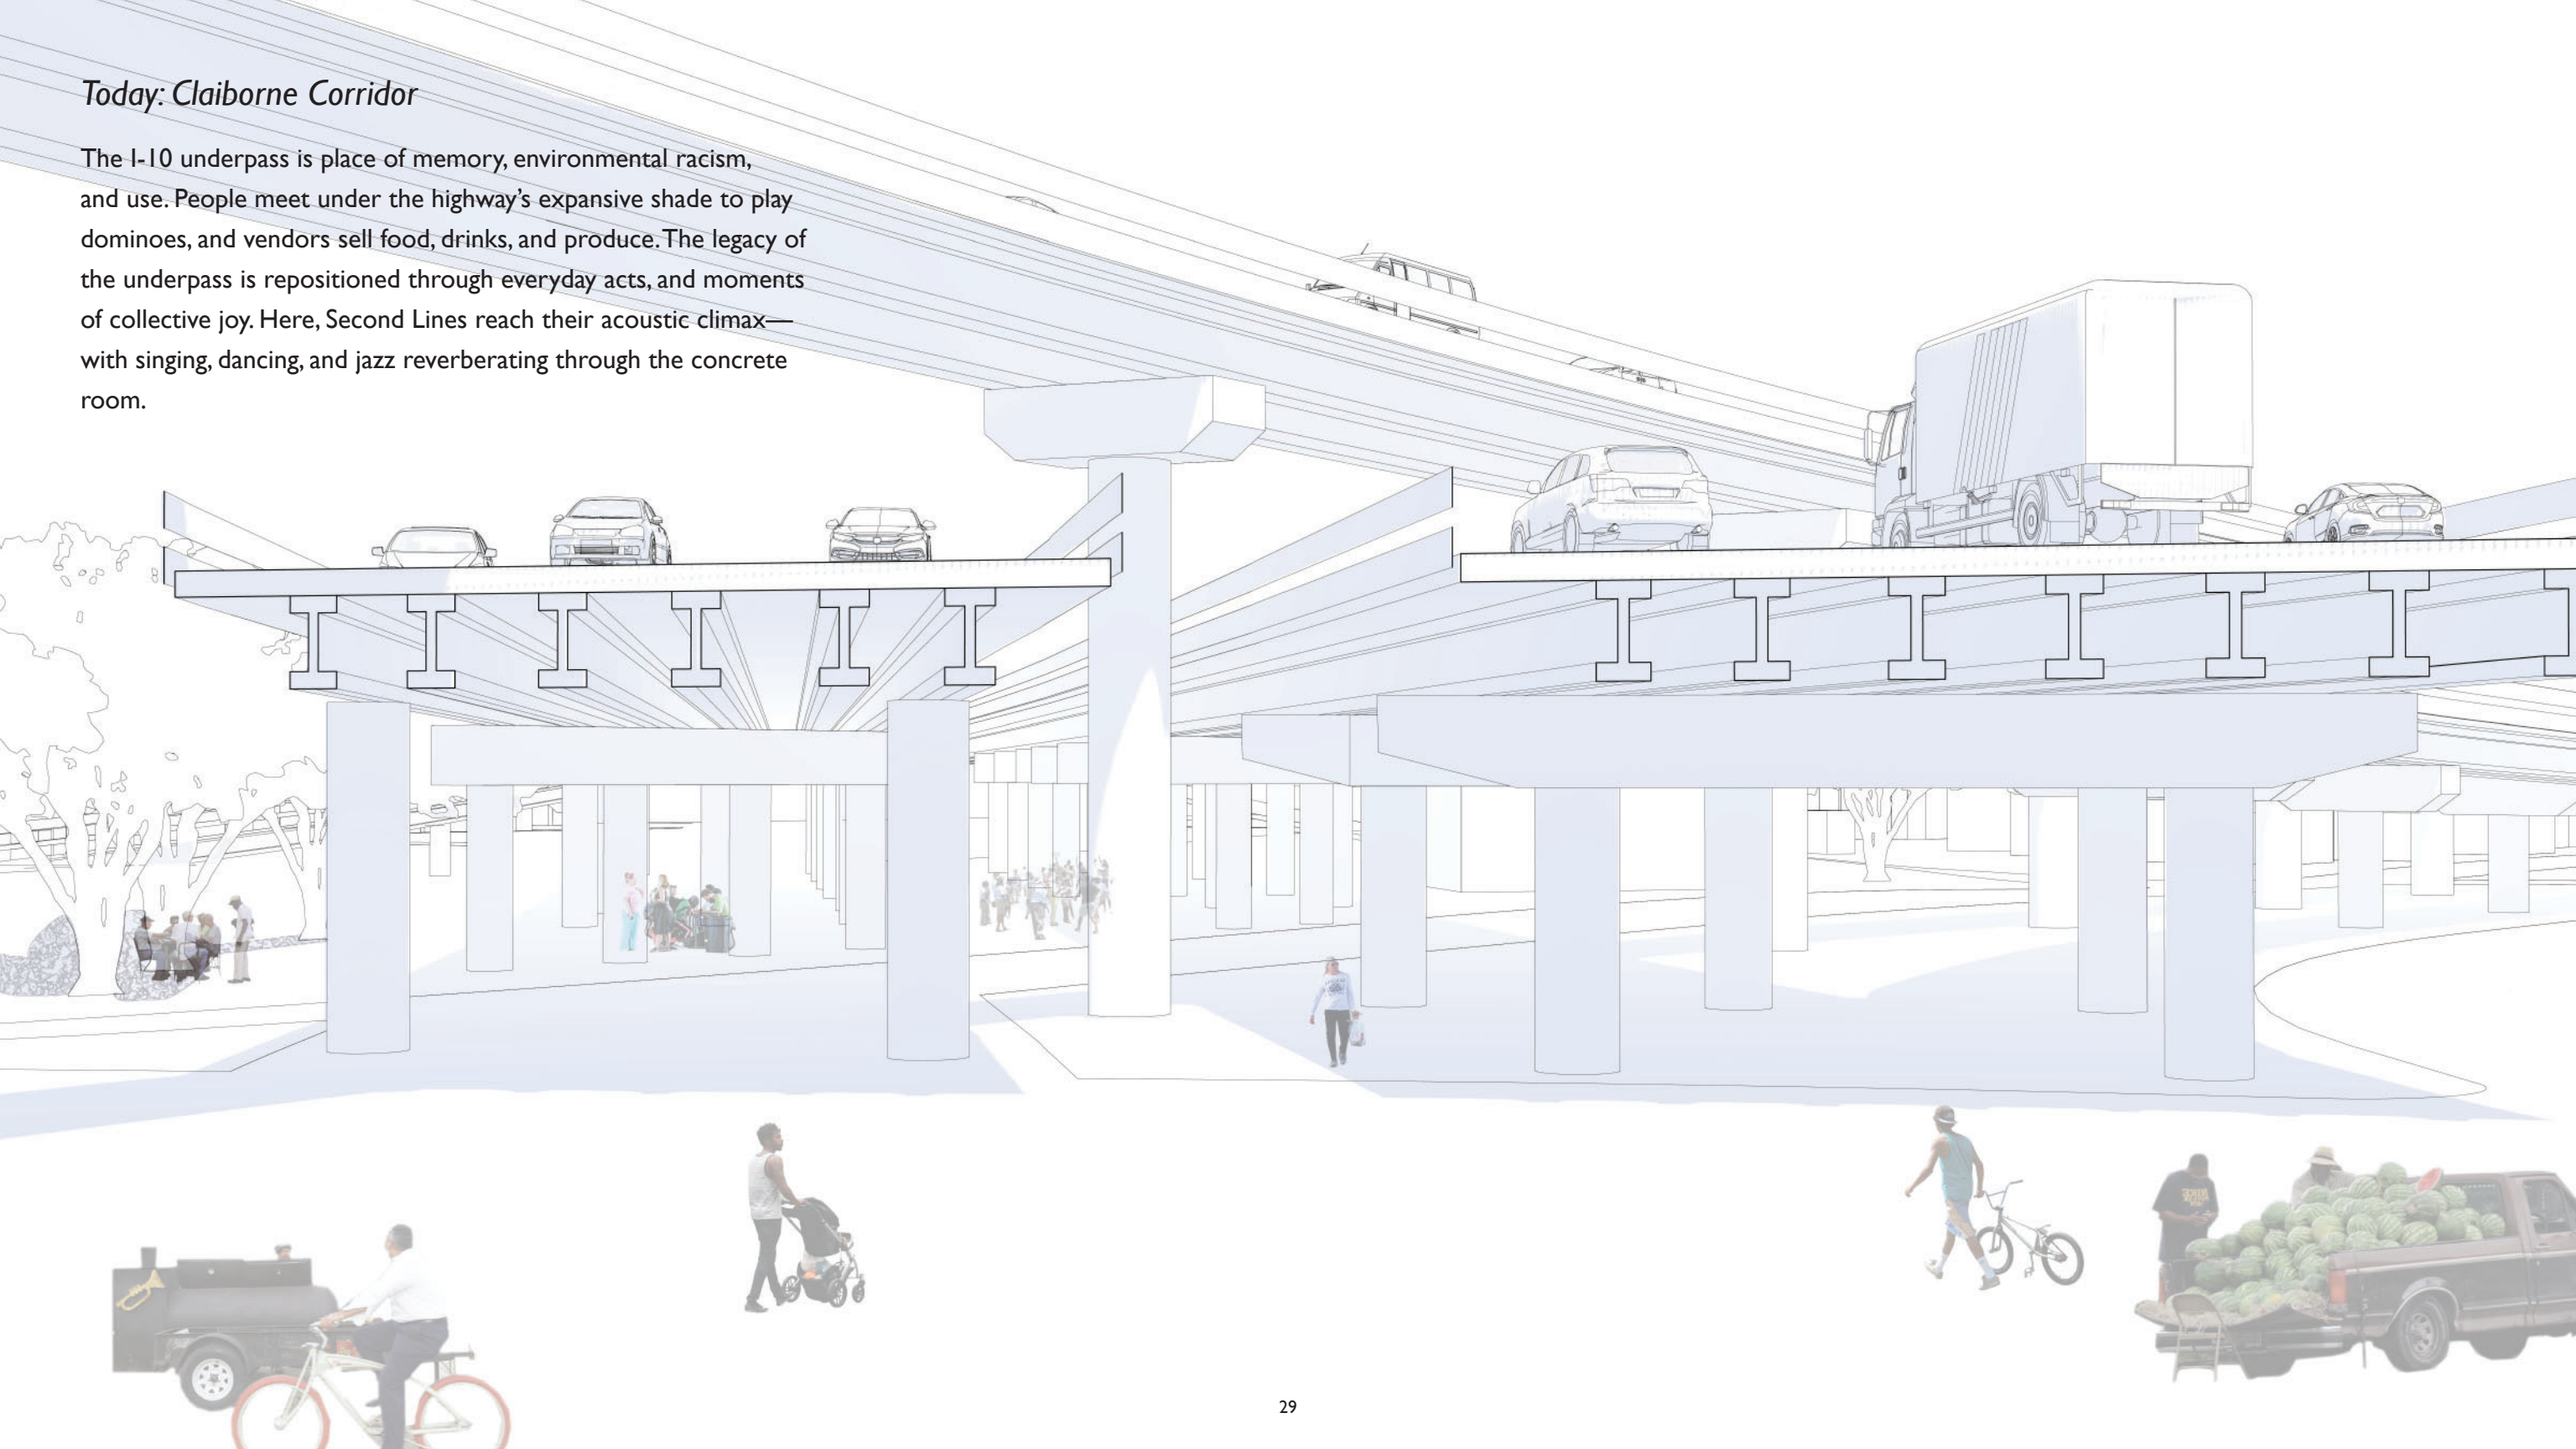 Today: Claiborne Corridor
The I-10 underpass is place of memory, environmental racism,
and use. People meet under the highway’s expansive shade to play
dominoes, and vendors sell food, drinks, and produce. The legacy of
the underpass is repositioned through everyday acts, and moments
of collective joy. Here, Second Lines reach their acoustic climax—
with singing, dancing, and jazz reverberating through the concrete
room.
29